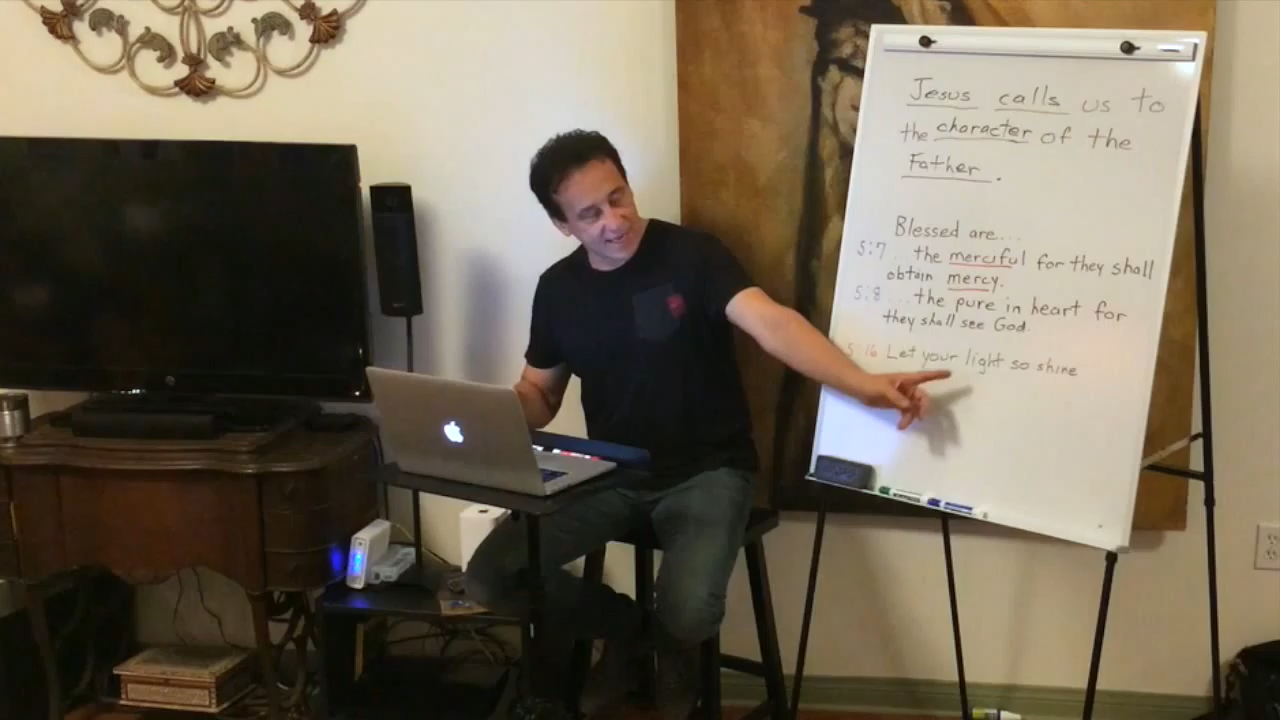 Jesus calls us to
the character of the
Father.
Blessed are...
5:7 ...the merciful for they shall
obtain mercy.
5:8 ...the pure in heart for
they shall see God.
5:16 Let your light so shine